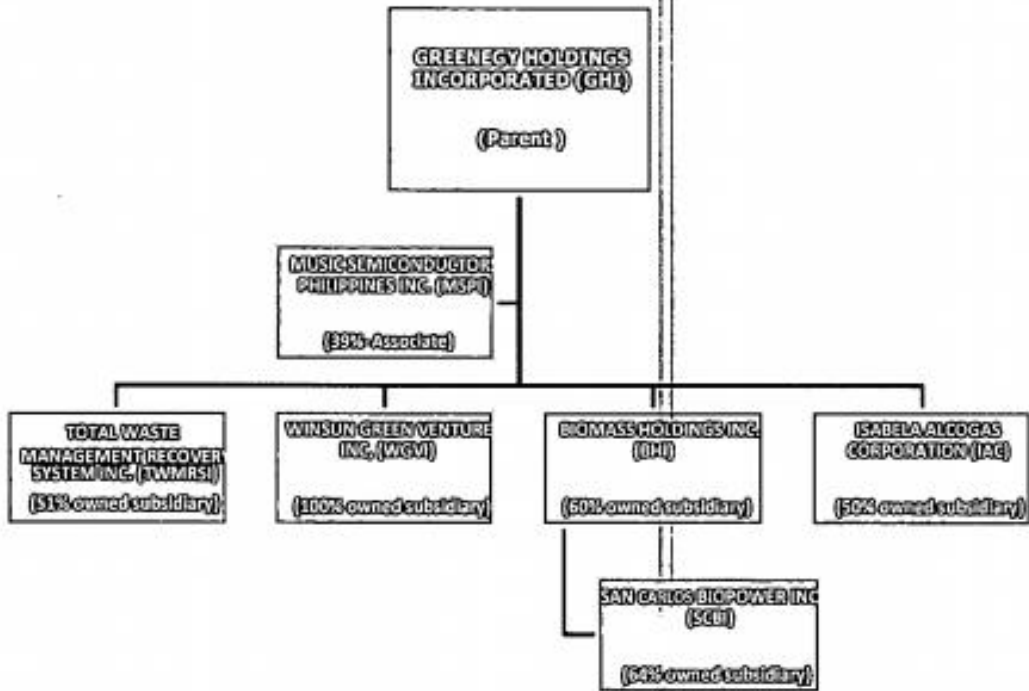 GREENEGY HOLDINGS
INCORPORATED (GHI)
(Parent )
MUSIC SEMICONDUCTOR
PHILIPPINES INC. (MSPI)
(39%-Associate)
TOTAL WASTE
MANAGEMENT RECOVER
SYSTEM INC. (TWMRSI)
(51% owned subsidiary)
WINSUN GREEN VENTURE
INC, (WGVI)
(100% owned subsidiary)
BIOMASS HOLDINGS INC.
(BHI)
(60% owned subsidiary)
ISABELA ALCOGAS
CORPORATION (IAC)
(50% owned subsidiary)
SAN CARLOS BIOPOWER INC
(SCBI)
(64% owned subsidiary)